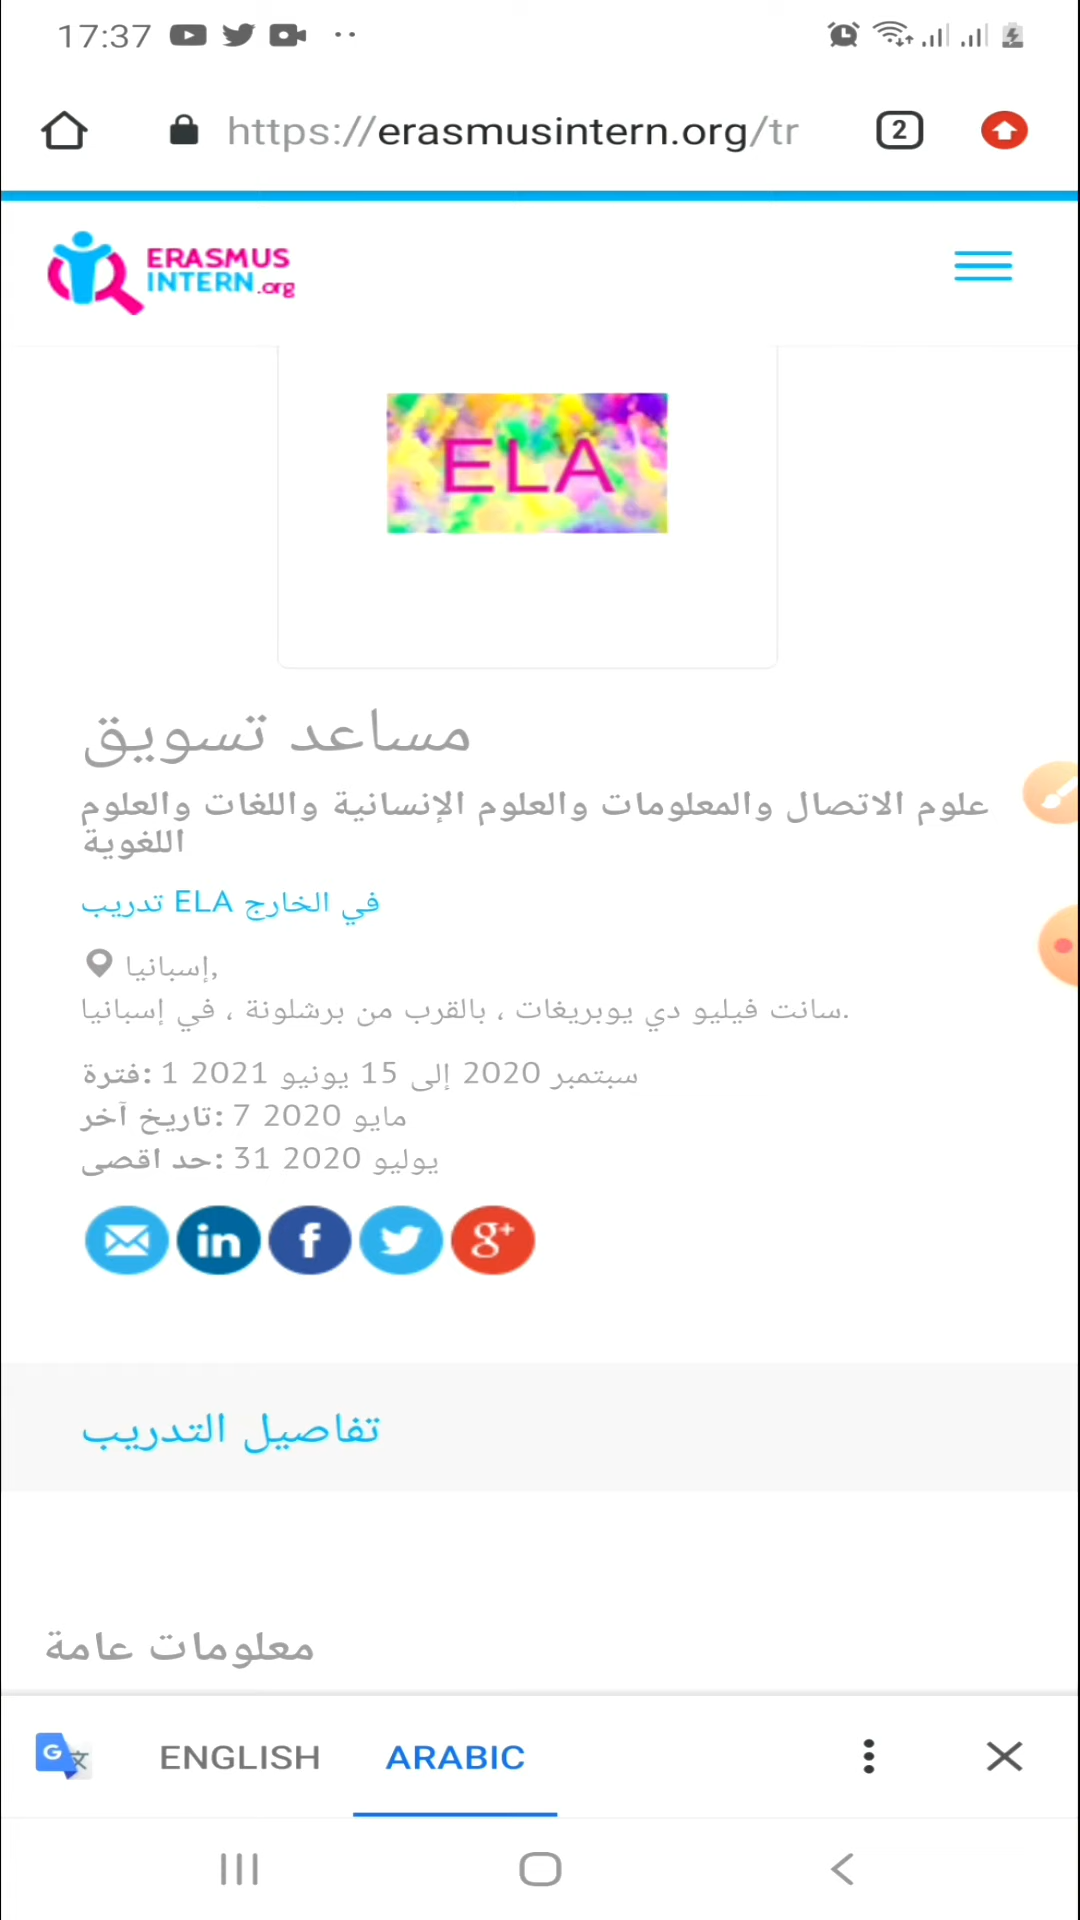 17:37
https://erasmusintern.org/tr
2
ERASMUS
INTERN.org
ELA
مساعد تسويق
علوم الاتصال والمعلومات والعلوم الإنسانية واللغات والعلوم
اللغوية
تدريب ELA في الخارج
إسبانيا,
سانت فيليو دي يوبريغات ، بالقرب من برشلونة ، في إسبانيا.
فترة: 1 سبتمبر 2020 إلى 15 يونيو 2021
تاريخ آخر: 7 مايو 2020
حد اقصى: 31 يوليو 2020
in f g+
تفاصيل التدريب
معلومات عامة
G 文 ENGLISH ARABIC